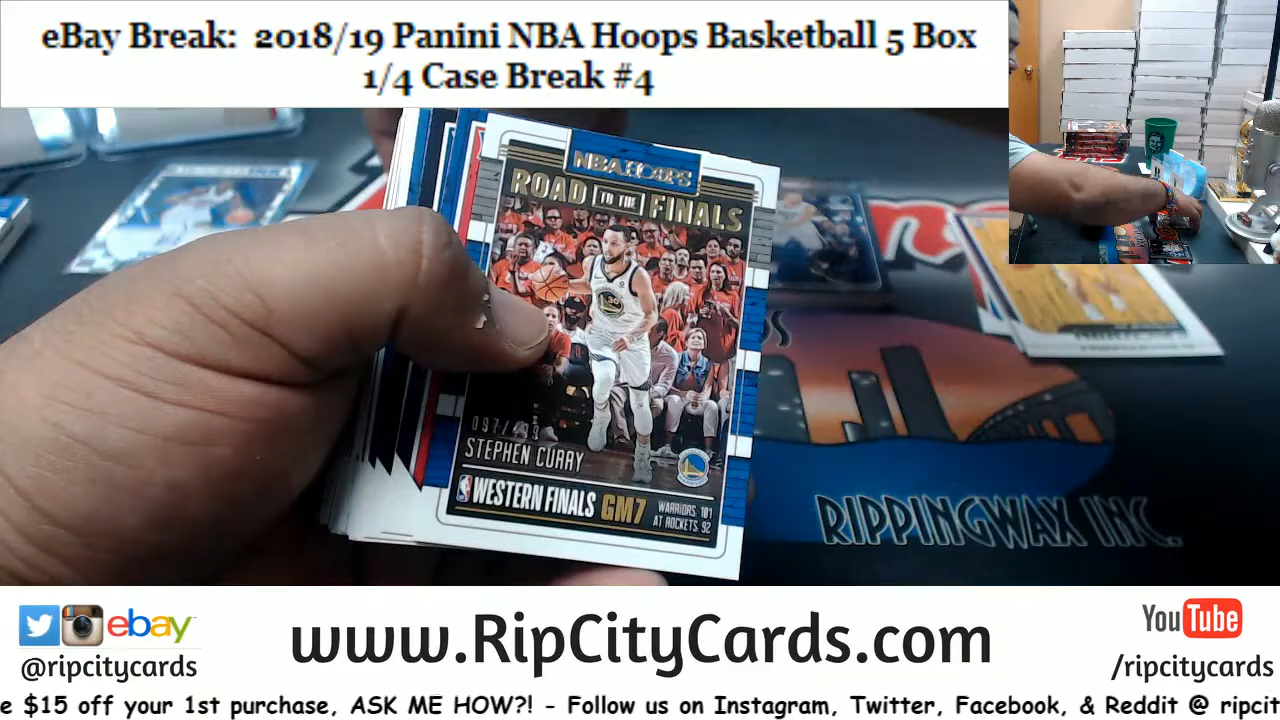 eBay Break: 2018/19 Panini NBA Hoops Basketball 5 Box
1/4 Case Break #4
NBA HOOPS
ROAD TO THE FINALS
STEPHEN CURRY
WESTERN FINALS GM7
WARRIORS: 101
AT ROCKETS: 92
RIPPINGWAX INC.
ebay
@ripcitycards
www.RipCityCards.com
YouTube
/ripcitycards
e $15 off your 1st purchase, ASK ME HOW?! - Follow us on Instagram, Twitter, Facebook, & Reddit @ ripcit